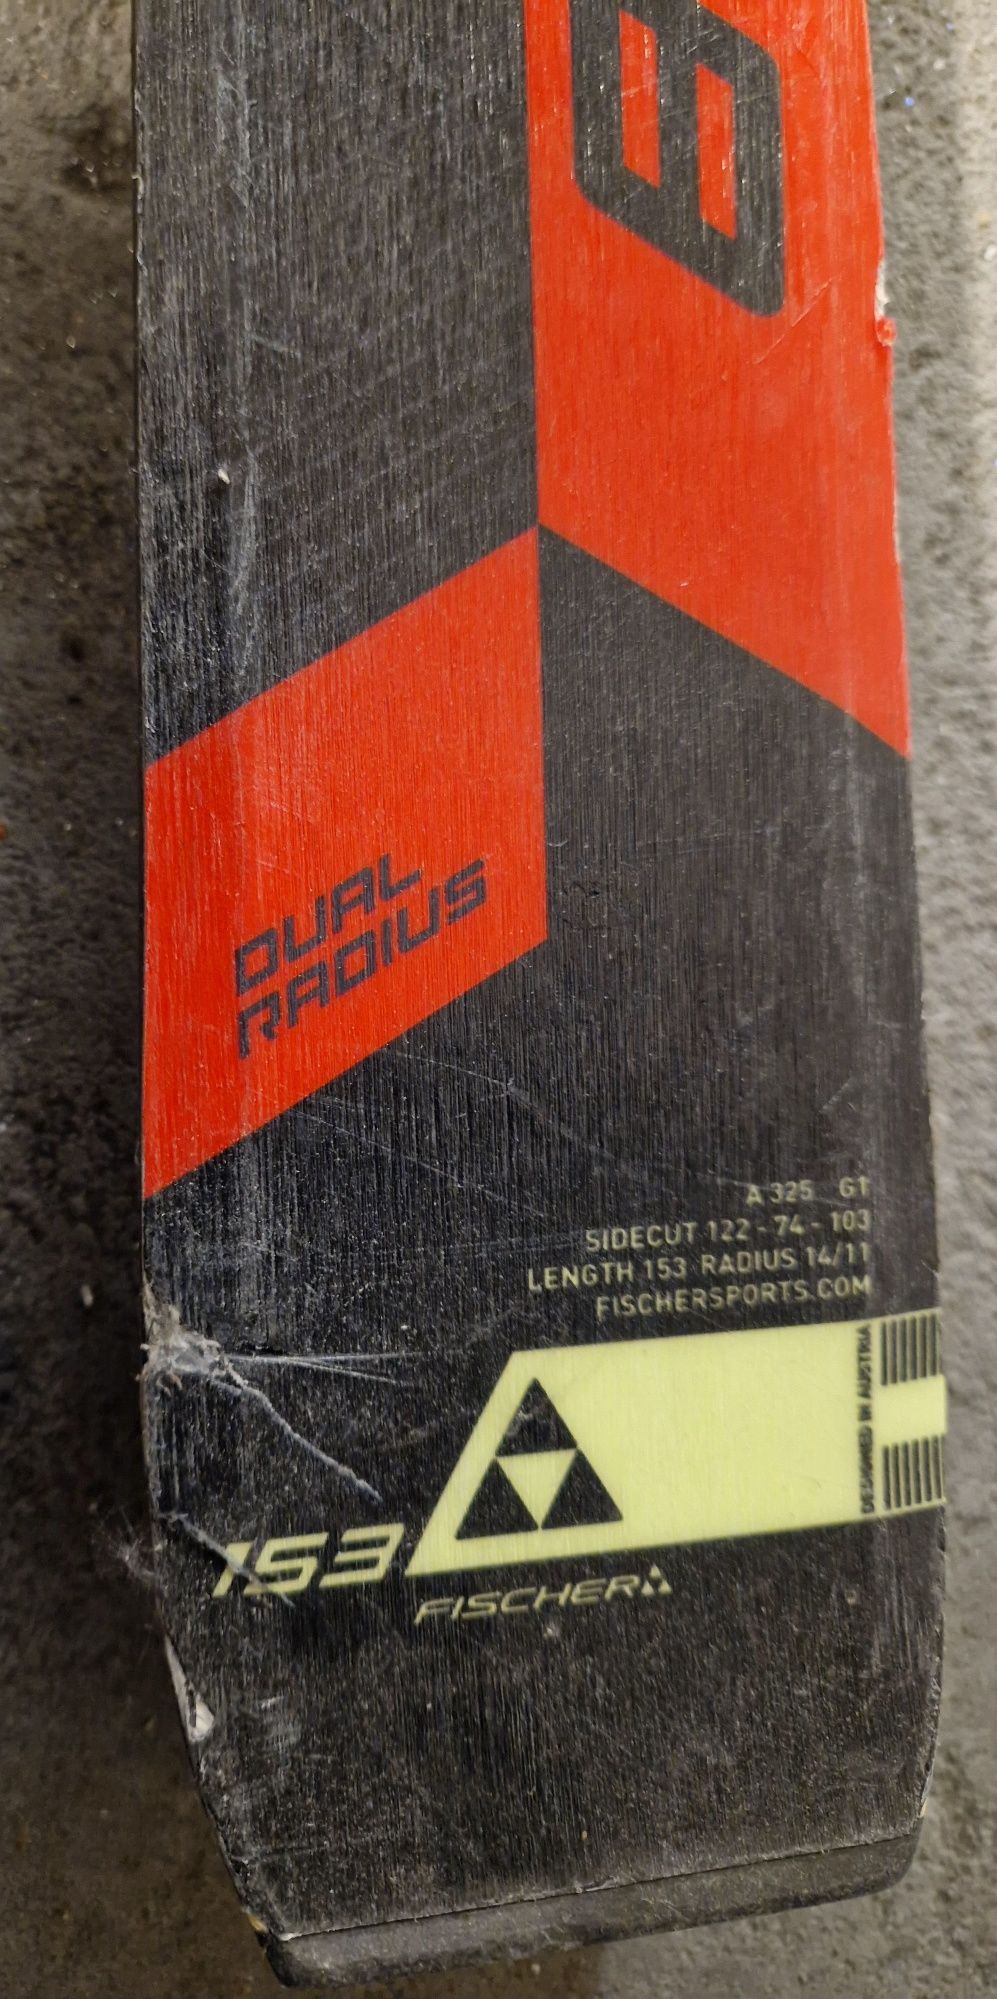 DUAL
RADIUS
A 325 G1
SIDECUT 122 - 74 - 103
LENGTH 153 RADIUS 14/11
FISCHERSPORTS.COM
DESIGNED IN AUSTRIA
153
FISCHER